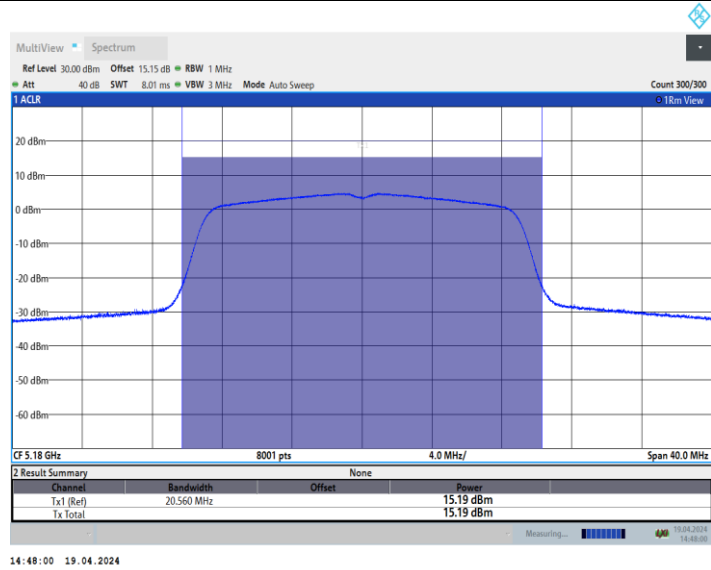 MultiView Spectrum
Ref Level 30.00 dBm Offset 15.15 dB RBW 1 MHz
Att 40 dB SWT 8.01 ms VBW 3 MHz Mode Auto Sweep Count 300/300
1 ACLR 1Rm View
20 dBm
10 dBm
0 dBm
-10 dBm
-20 dBm
-30 dBm
-40 dBm
-50 dBm
-60 dBm
CF 5.18 GHz 8001 pts 4.0 MHz/ Span 40.0 MHz
2 Result Summary None
Channel Bandwidth Offset Power
Tx1 (Ref) 20.560 MHz 15.19 dBm
Tx Total 15.19 dBm
Measuring... 19.04.2024
14:48:00
14:48:00 19.04.2024